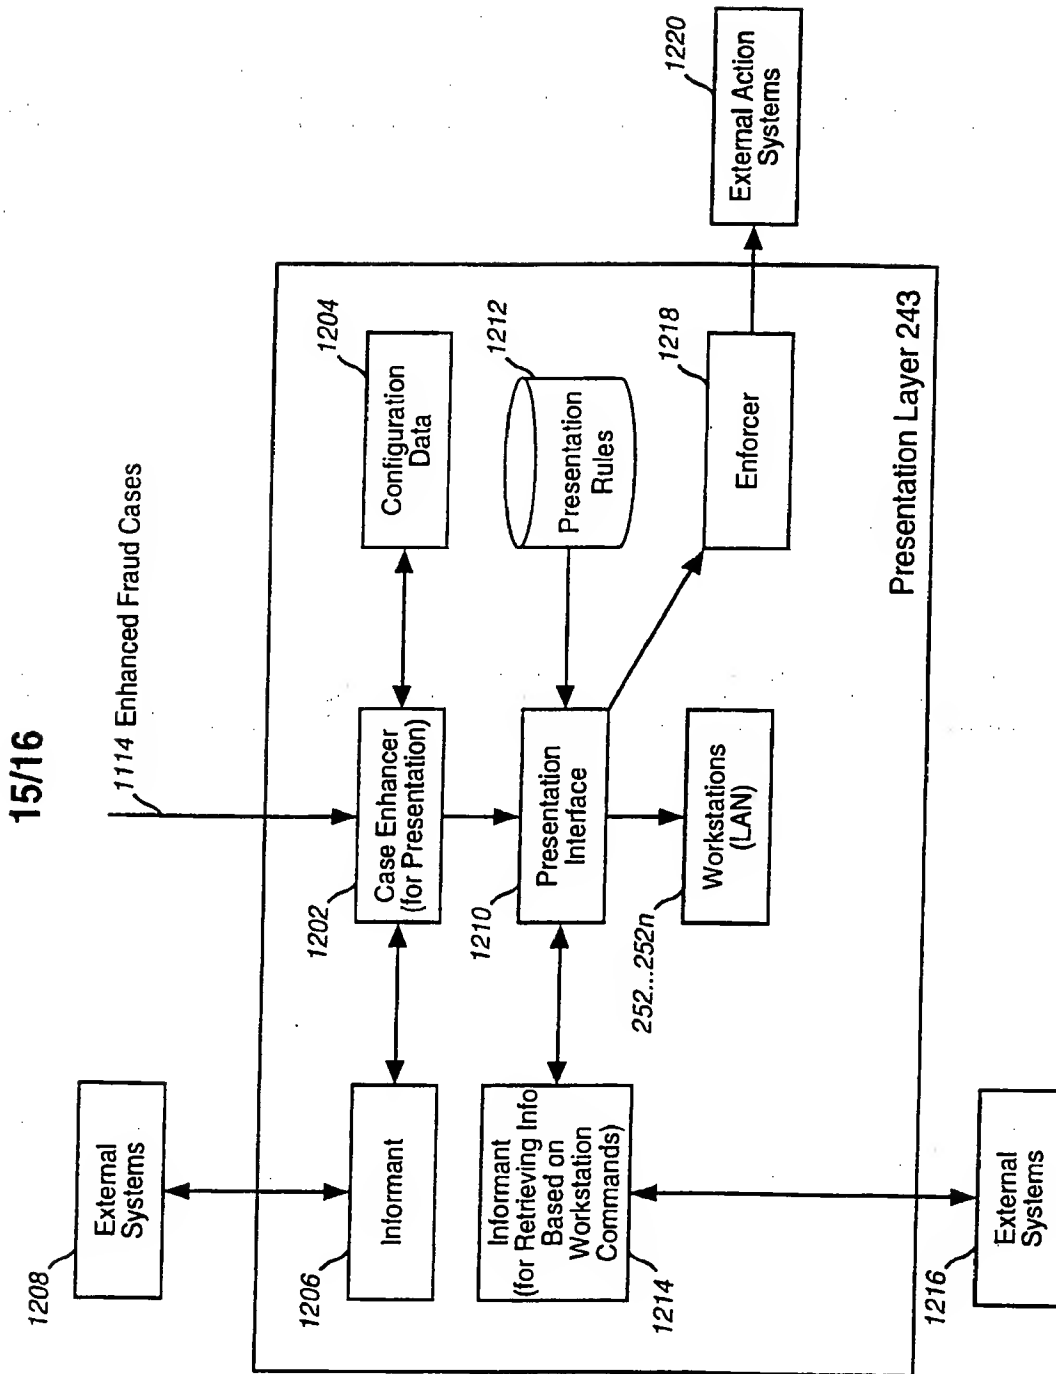 15/16
1114 Enhanced Fraud Cases
1208
External
Systems
1202
Case Enhancer
(for Presentation)
1204
Configuration
Data
1206
Informant
1210
Presentation
Interface
1212
Presentation
Rules
1214
Informant
(for Retrieving Info
Based on
Workstation
Commands)
252...252n
Workstations
(LAN)
1218
Enforcer
1220
External Action
Systems
Presentation Layer 243
1216
External
Systems